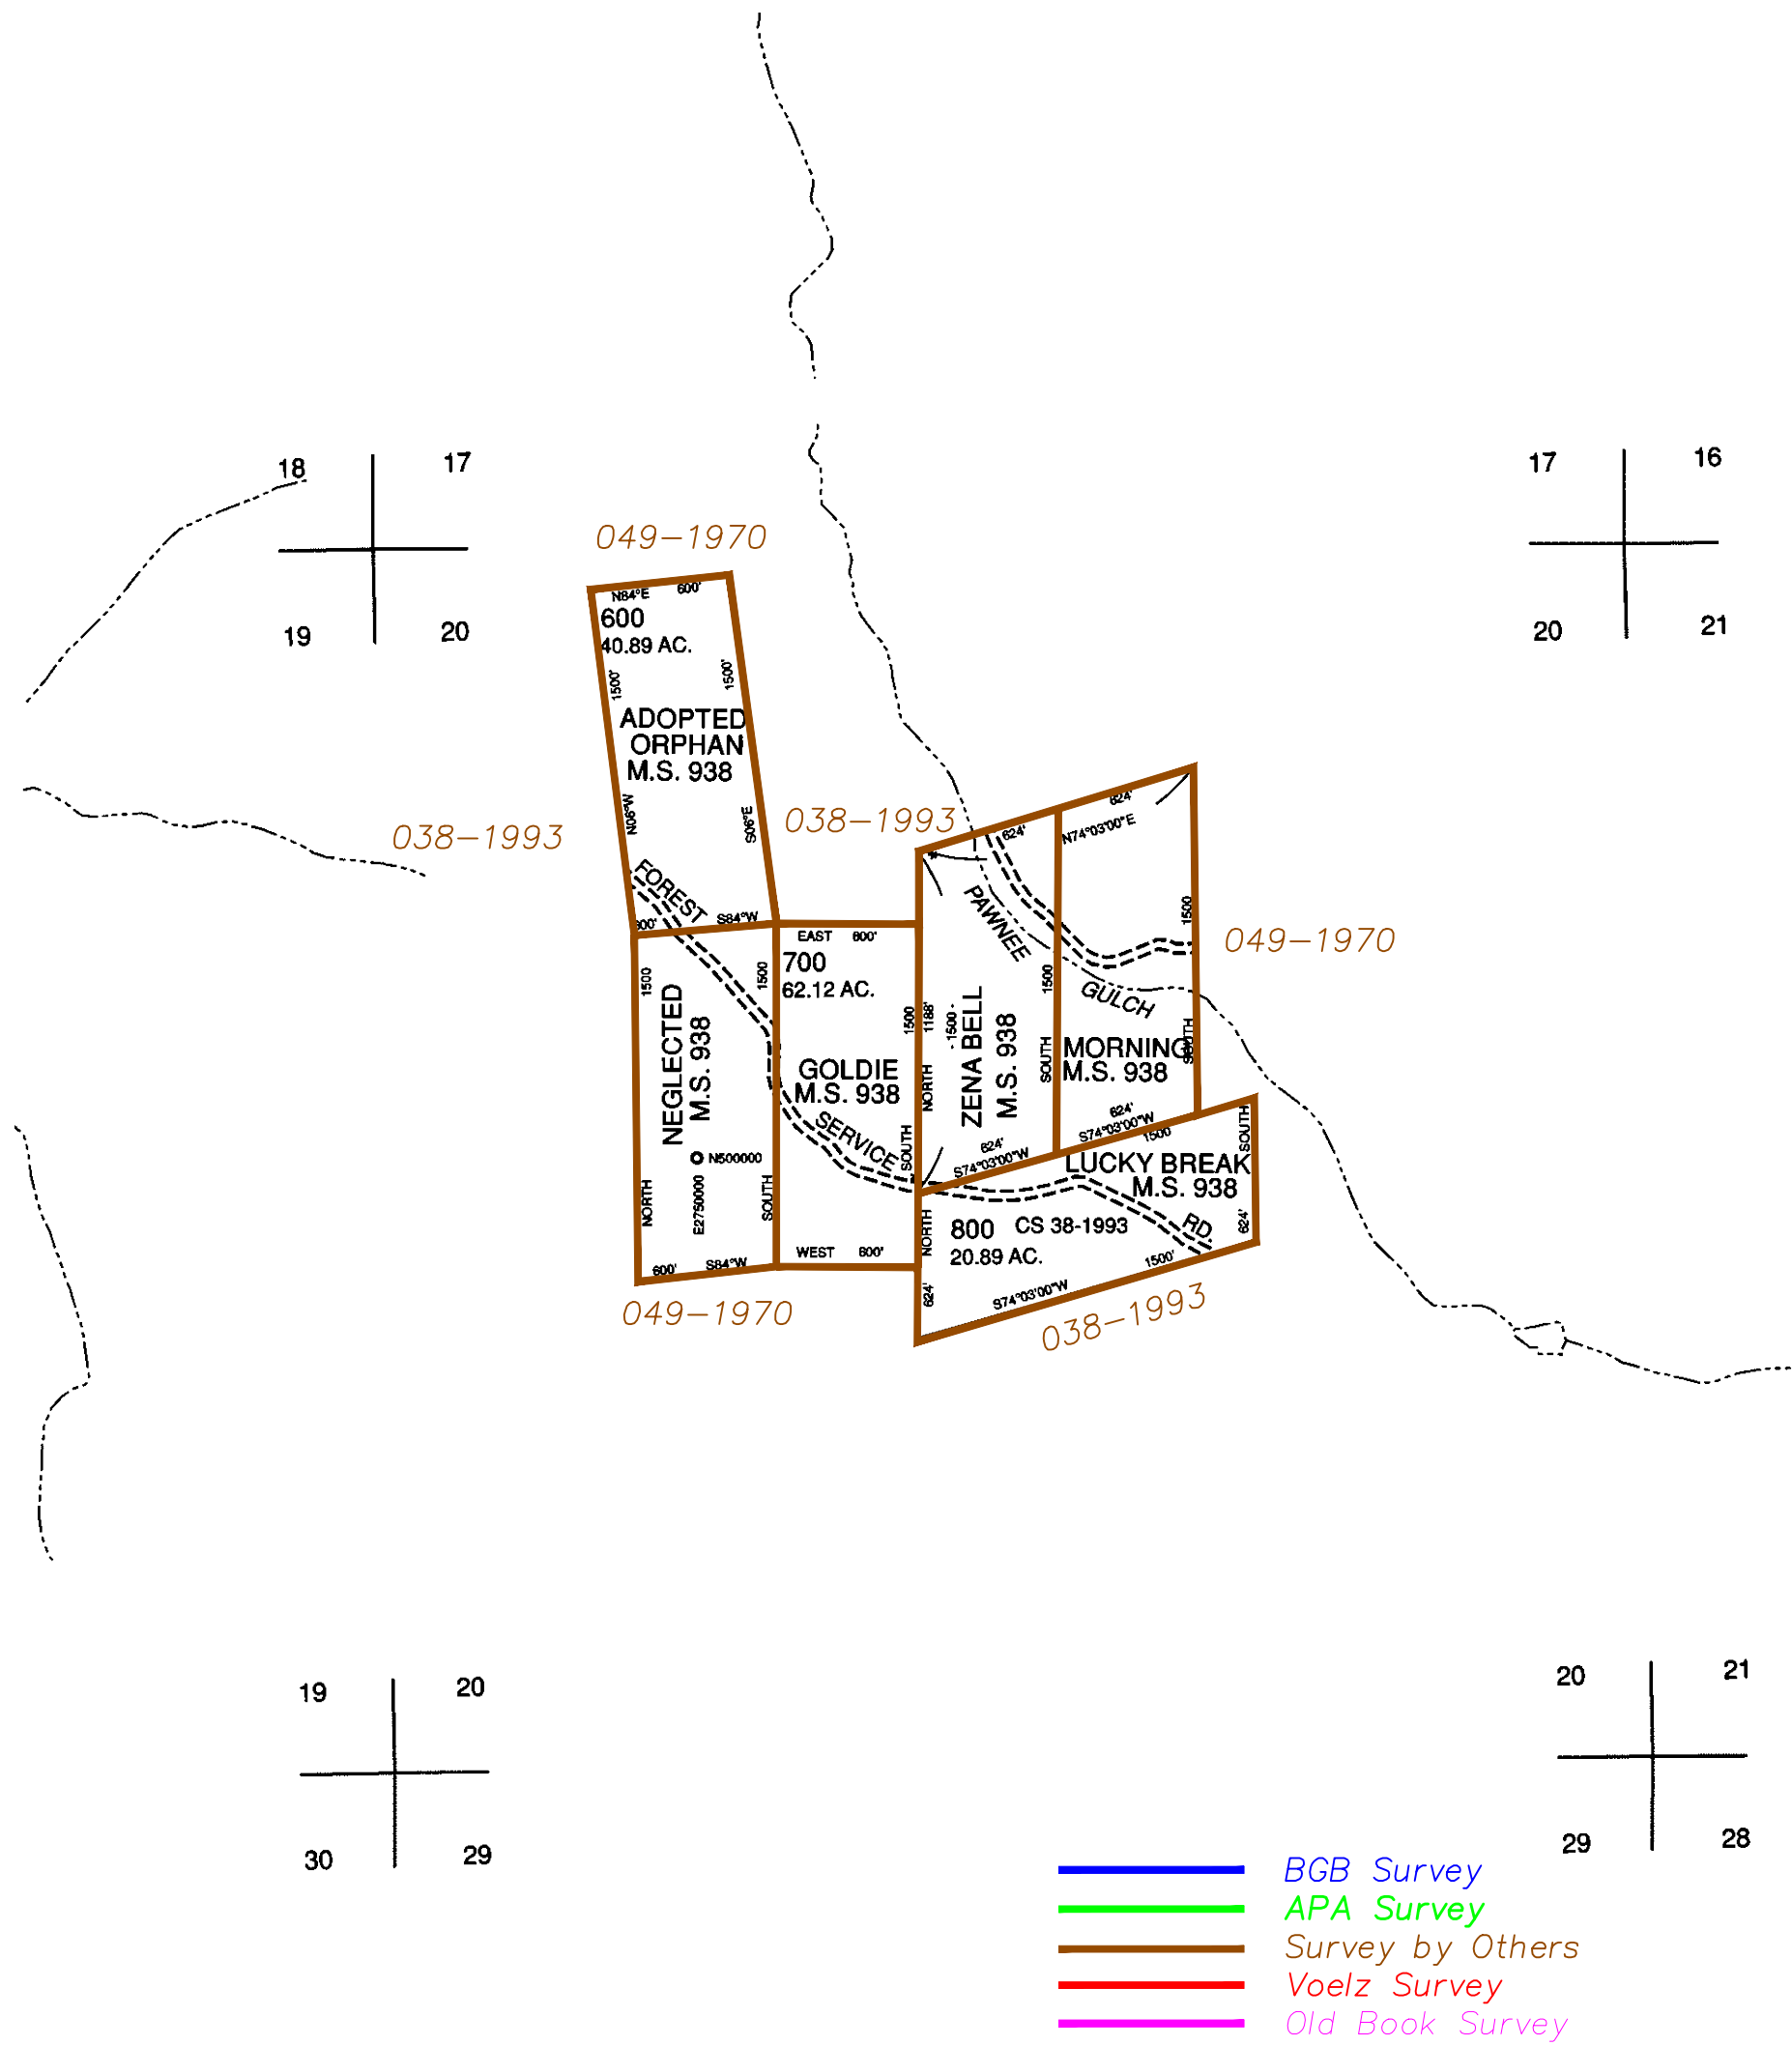 18
17
19
20
17
16
20
21
049-1970
N84°E 600'
600
40.89 AC.
1500'
1500'
ADOPTED
ORPHAN
M.S. 938
N06°W
S06°E
038-1993
038-1993
FOREST
600'
S84°W
624'
624'
N74°03'00"E
PAWNEE
GULCH
1500
049-1970
EAST 600'
700
62.12 AC.
1500
1500
NEGLECTED
M.S. 938
GOLDIE
M.S. 938
SERVICE
1500
1188'
- 1500 -
ZENA BELL
M.S. 938
1500
SOUTH
MORNING
M.S. 938
SOUTH
NORTH
SOUTH
624'
S74°03'00"W
624'
S74°03'00"W
1500
SOUTH
LUCKY BREAK
M.S. 938
N500000
E2750000
NORTH
SOUTH
NORTH
800
CS 38-1993
20.89 AC.
RD.
624'
WEST 600'
600'
S84°W
624'
S74°03'00"W
1500'
049-1970
038-1993
19
20
30
29
20
21
29
28
BGB Survey
APA Survey
Survey by Others
Voelz Survey
Old Book Survey